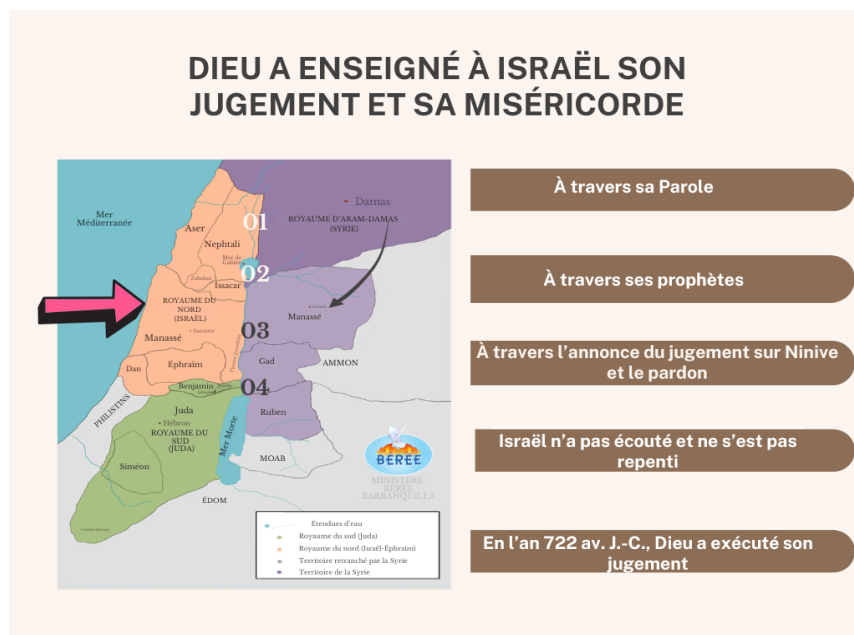 DIEU A ENSEIGNÉ À ISRAËL SON
JUGEMENT ET SA MISÉRICORDE
Mer
Méditerranée
Damas
ROYAUME D'ARAM-DAMAS
(SYRIE)
01
Aser
Nephtali
Mer de
Galilée
02
Zabulon
Issacar
ROYAUME DU
NORD
(ISRAËL)
Manassé
Samarie
03
Manassé
Dan
Éphraïm
Gad
AMMON
04
Benjamin
PHILISTINS
Juda
Hébron
ROYAUME DU
SUD
(JUDA)
Ruben
Mer Morte
Siméon
MOAB
ÉDOM
BEREE
MINISTÈRE
BÉRÉE
BARRANQUILLA
Étendues d'eau
Royaume du sud (Juda)
Royaume du nord (Israël-Éphraïm)
Territoire retranché par la Syrie
Territoire de la Syrie
À travers sa Parole
À travers ses prophètes
À travers l'annonce du jugement sur Ninive
et le pardon
Israël n'a pas écouté et ne s'est pas
repenti
En l'an 722 av. J.-C., Dieu a exécuté son
jugement